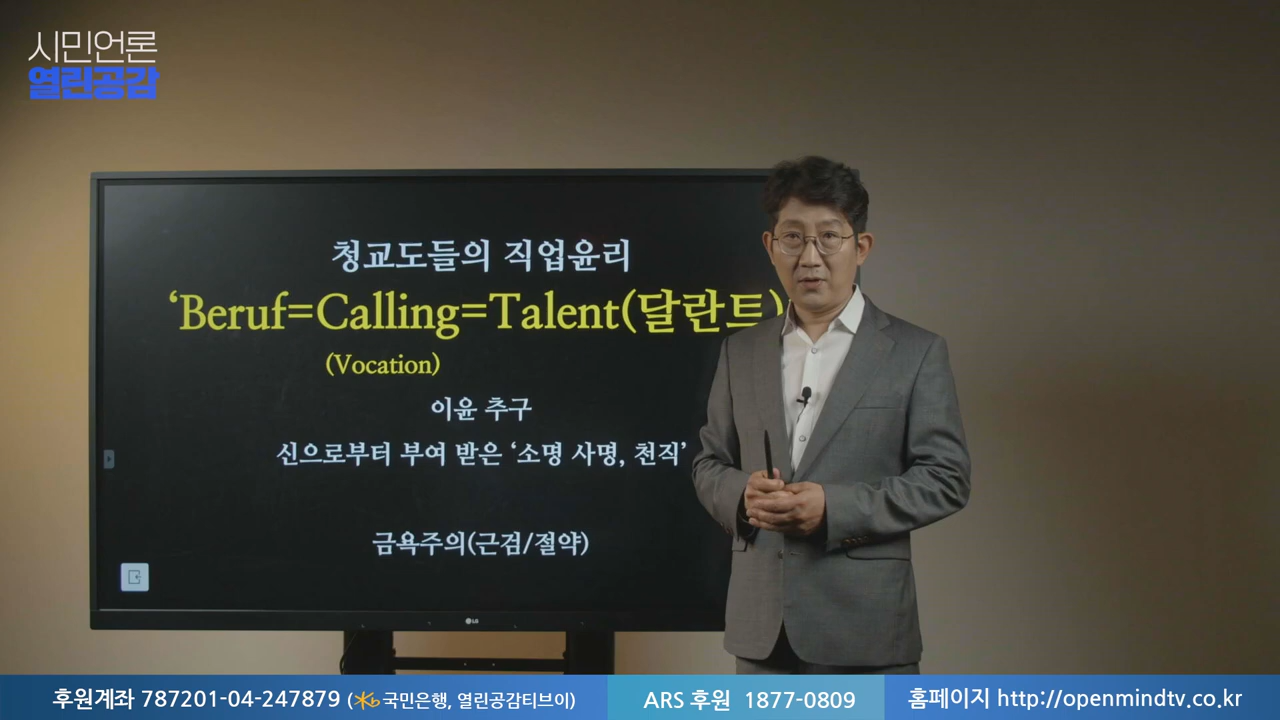 시민언론
열린공감
청교도들의 직업윤리
‘Beruf=Calling=Talent(달란트)
(Vocation)
이윤 추구
신으로부터 부여 받은 ‘소명 사명, 천직’
금욕주의(근검/절약)
LG
후원계좌 787201-04-247879 (국민은행, 열린공감티브이) ARS 후원 1877-0809 홈페이지 http://openmindtv.co.kr